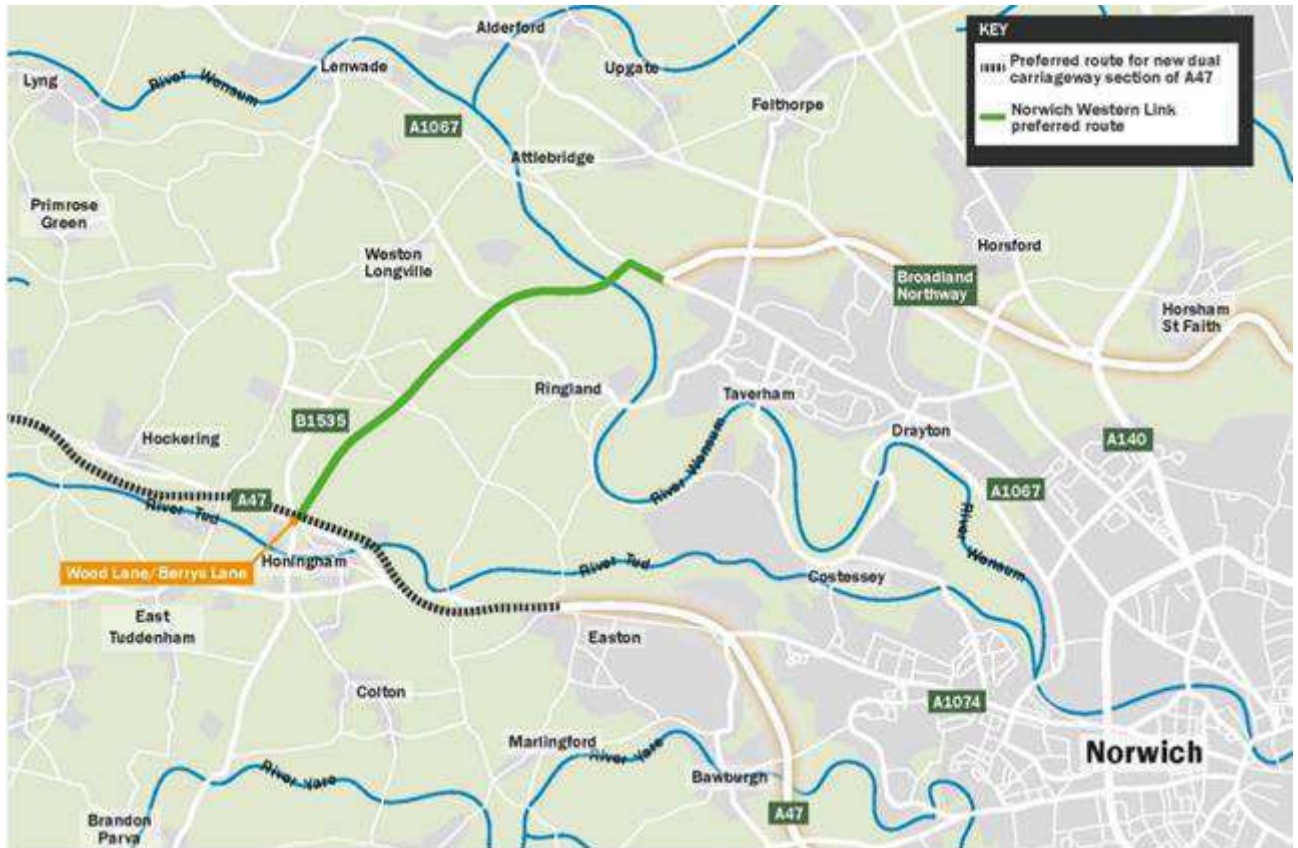 KEY
Preferred route for new dual
carriageway section of A47
Norwich Western Link
preferred route
Alderford
Lenwade
Upgate
Lyng
River Wensum
Felthorpe
A1067
Attlebridge
Primrose
Green
Weston
Longville
Horsford
Broadland
Northway
Horsham
St Faith
Ringland
Taverham
B1535
Drayton
Hockering
A140
River Wensum
A47
A1067
River Tud
River Wensum
Honingham
River Tud
Wood Lane/Berrys Lane
Costessey
East
Tuddenham
Easton
Colton
A1074
Marlingford
River Yare
Norwich
River Yare
Bawburgh
A47
Brandon
Parva